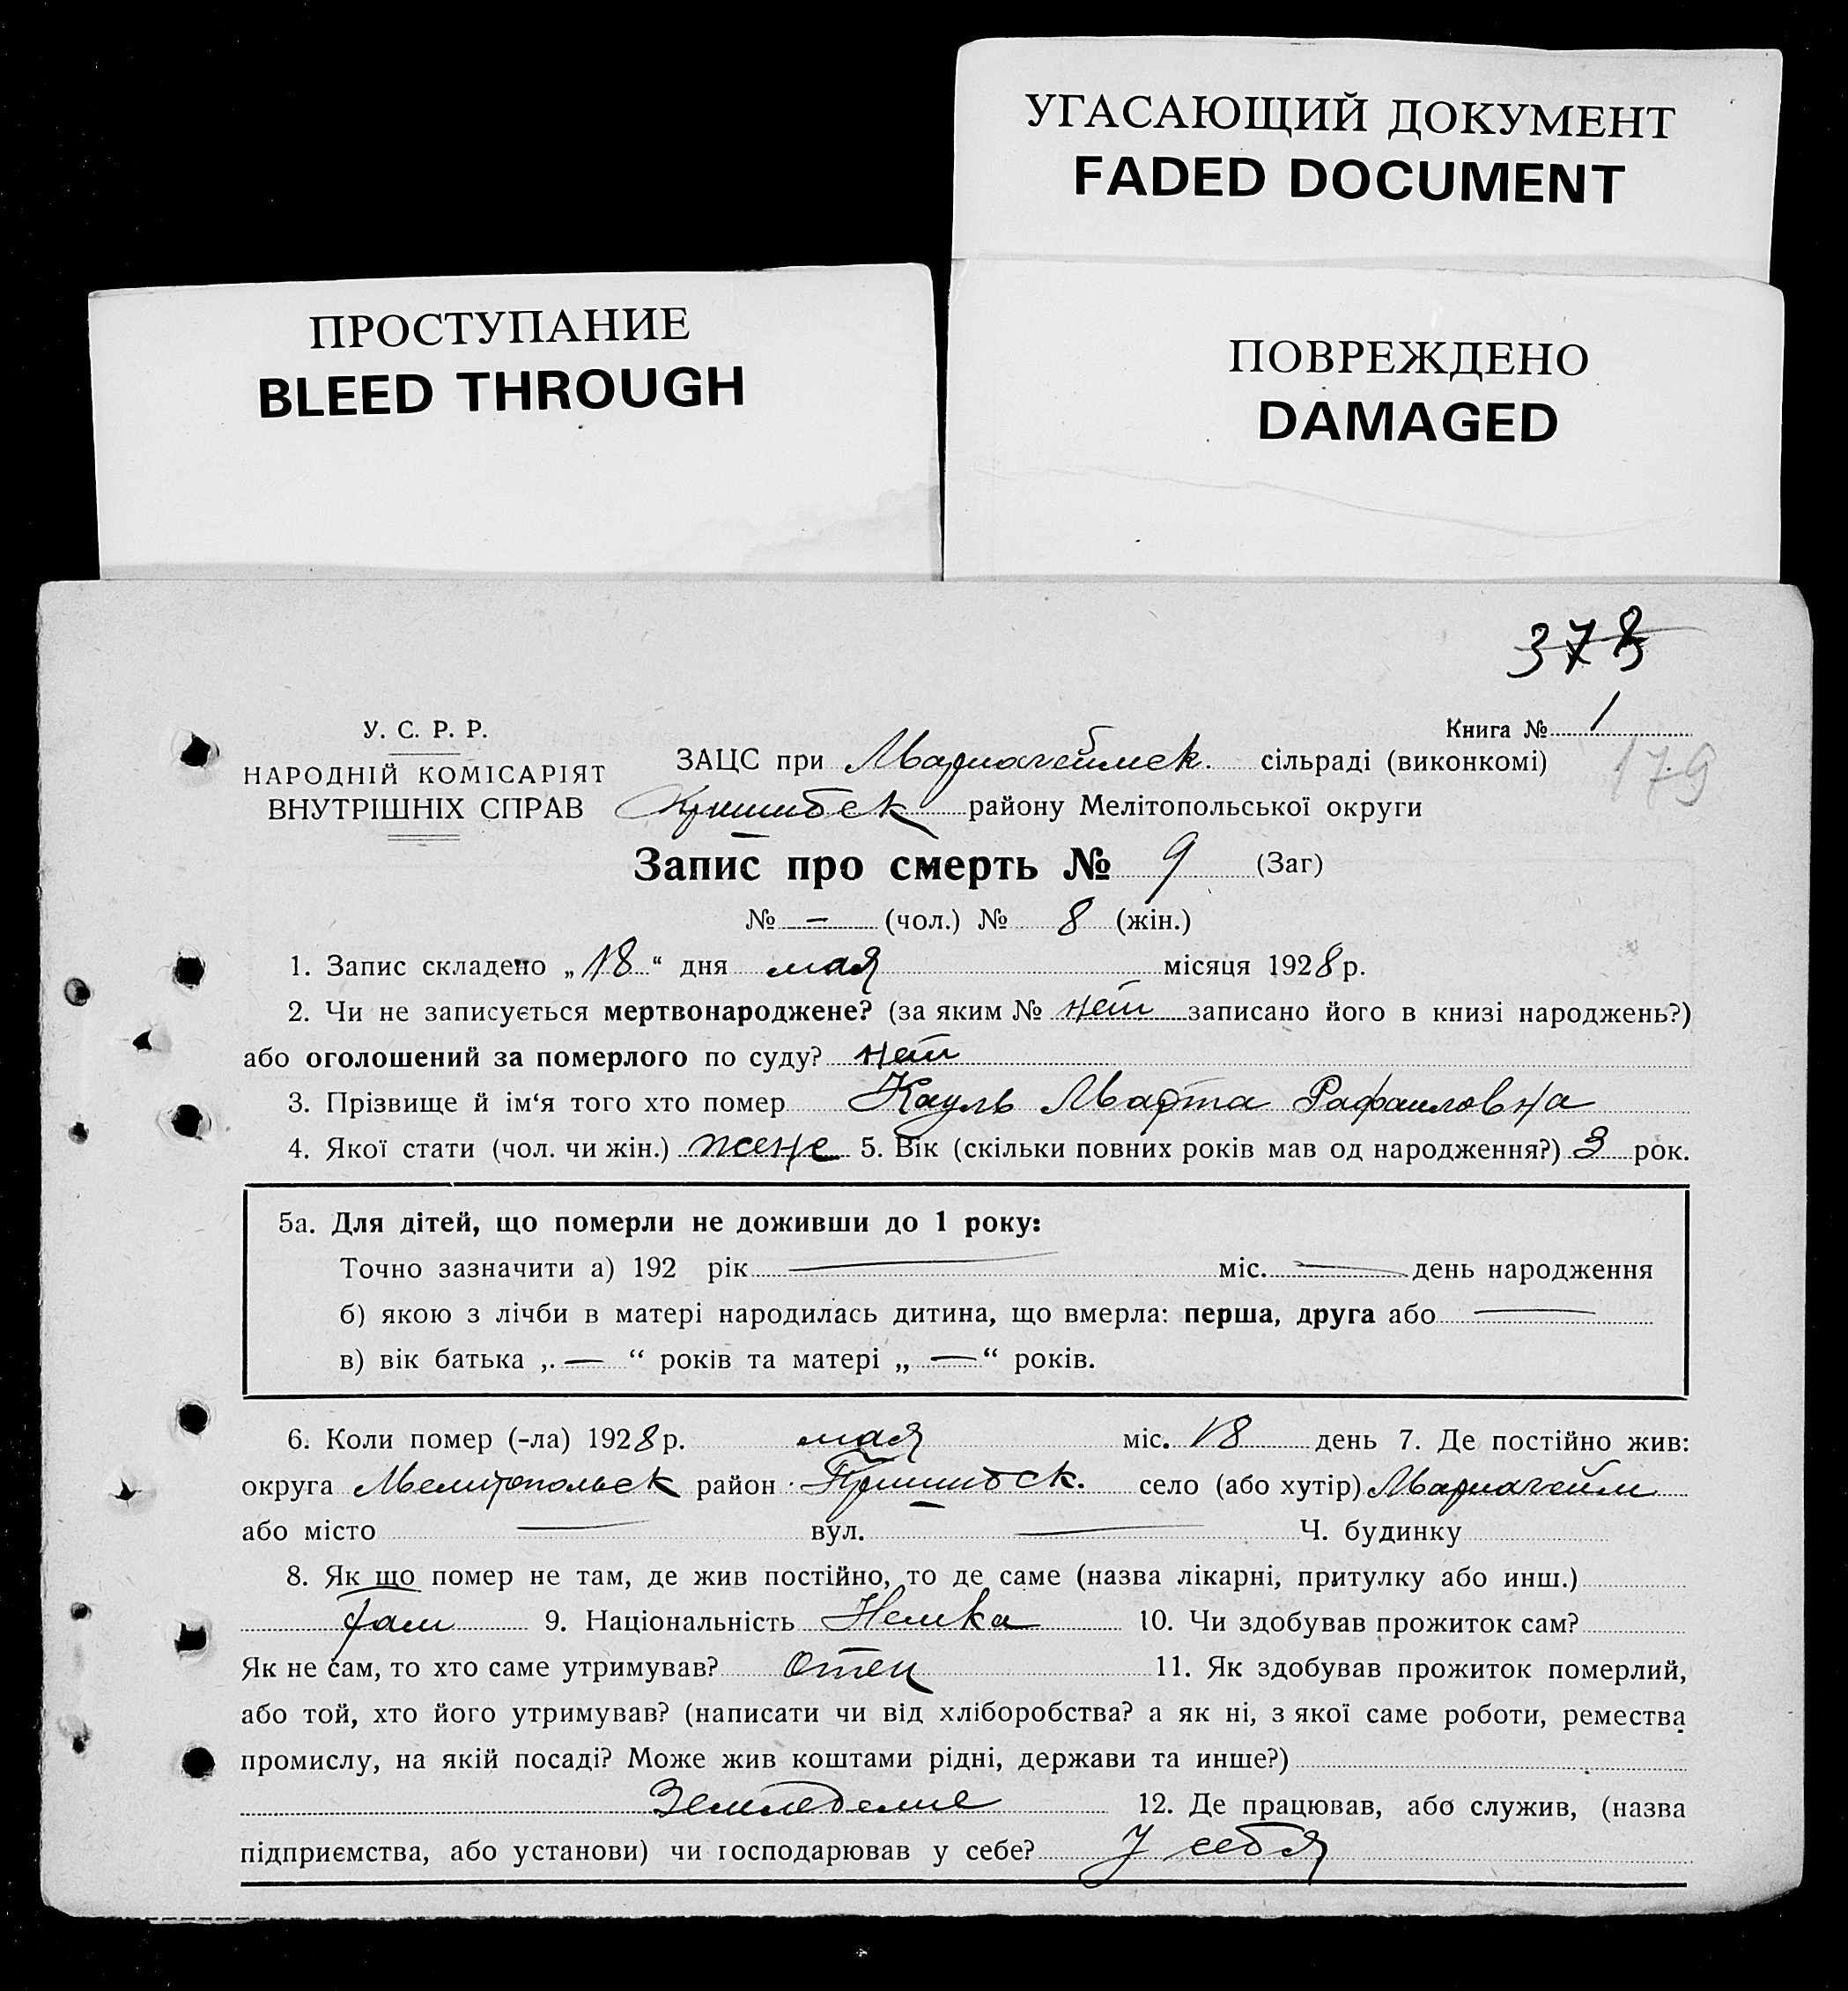 УГАСАЮЩИЙ ДОКУМЕНТ
FADED DOCUMENT
ПРОСТУПАНИЕ
BLEED THROUGH
ПОВРЕЖДЕНО
DAMAGED
378
У. С. Р. Р.
НАРОДНІЙ КОМІСАРІЯТ
ВНУТРІШНІХ СПРАВ
Книга № 1
179
ЗАЦС при Мариагеймск. сільраді (виконкомі)
Пришибск району Мелітопольської округи
Запис про смерть № 9 (Заг)
№ — (чол.) № 8 (жін.)
1. Запис складено „18“ дня мая місяця 1928 р.
2. Чи не записується мертвонароджене? (за яким № нет записано його в книзі народжень?)
або оголошений за померлого по суду? нет
3. Прізвище й ім‘я того хто помер Кауль Марта Рафаиловна
4. Якої стати (чол. чи жін.) жен 5. Вік (скільки повних років мав од народження?) 3 рок.
5а. Для дітей, що померли не доживши до 1 року:
Точно зазначити а) 192 рік — міс. — день народження
б) якою з лічби в матері народилась дитина, що вмерла: перша, друга або —
в) вік батька „ — “ років та матері „ — “ років.
6. Коли помер (-ла) 1928 р. мая міс. 18 день 7. Де постійно жив:
округа Мелитопольск район Пришибск. село (або хутір) Мариагейм
або місто — вул. — Ч. будинку
8. Як що помер не там, де жив постійно, то де саме (назва лікарні, притулку або инш.)
там 9. Національність Немка 10. Чи здобував прожиток сам?
Як не сам, то хто саме утримував? Отец 11. Як здобував прожиток померлий,
або той, хто його утримував? (написати чи від хліборобства? а як ні, з якої саме роботи, ремества
промислу, на якій посаді? Може жив коштами рідні, держави та инше?)
Земледелие 12. Де працював, або служив, (назва
підприємства, або установи) чи господарював у себе? У себя